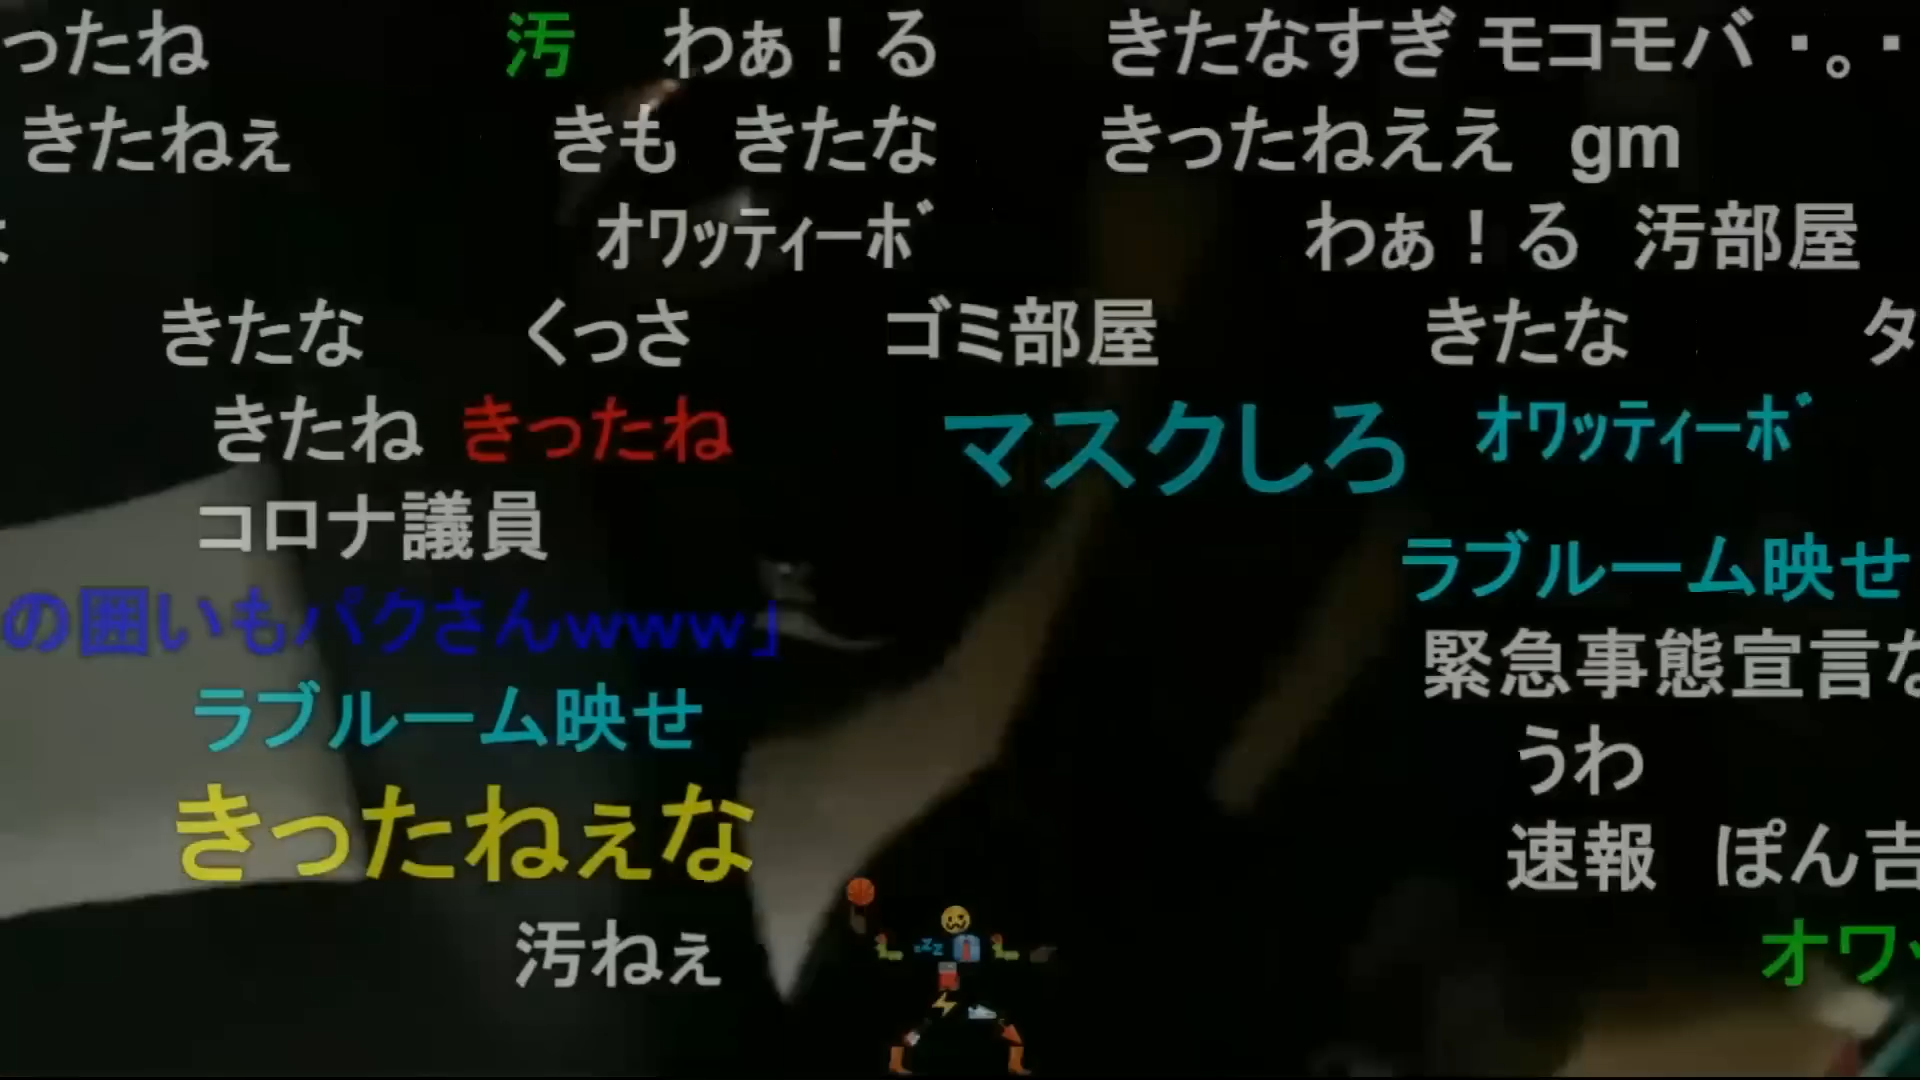 ったね 汚 わぁ！る きたなすぎ モコモバ ･｡･
きたねぇ きも きたな きったねええ gm
ｵﾜｯﾃｨｰﾎﾞ わぁ！る 汚部屋
きたな くっさ ゴミ部屋 きたな タ
きたね きったね マスクしろ ｵﾜｯﾃｨｰﾎﾞ
コロナ議員
ラブルーム映せ
の囲いもパクさんwww」
緊急事態宣言な
ラブルーム映せ
うわ
きったねぇな
速報 ぽん吉
汚ねぇ オワ
zZZ